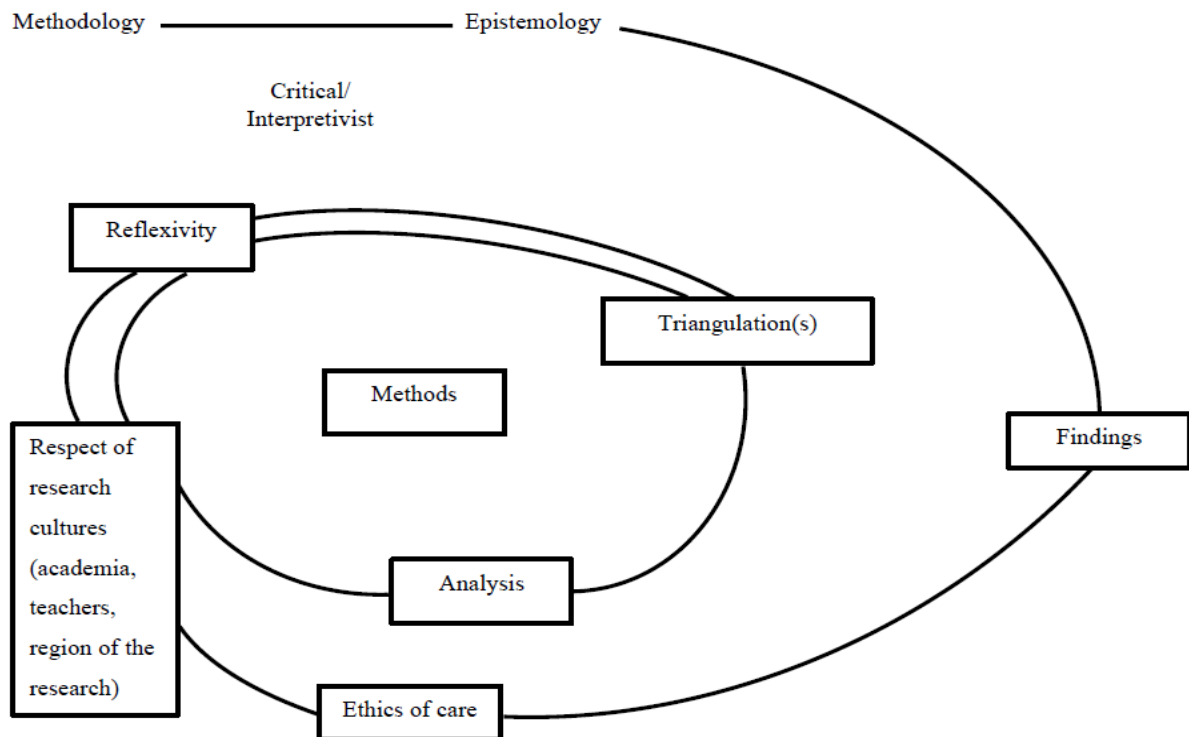 Methodology
Epistemology
Critical/
Interpretivist
Reflexivity
Triangulation(s)
Methods
Findings
Respect of
research
cultures
(academia,
teachers,
region of the
research)
Analysis
Ethics of care